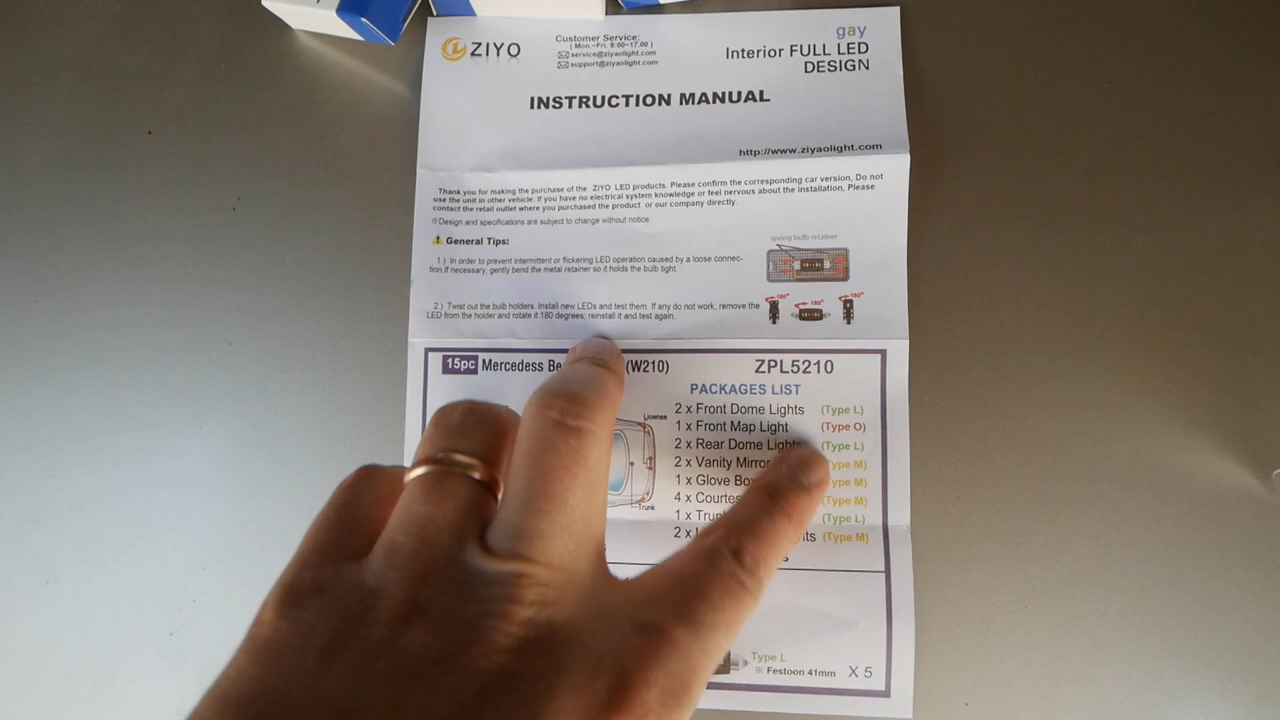 ZIYO
Customer Service:
( Mon.~Fri. 9:00~17:00 )
service@ziyaolight.com
support@ziyaolight.com
gay
Interior FULL LED
DESIGN
INSTRUCTION MANUAL
http://www.ziyaolight.com
Thank you for making the purchase of the ZIYO LED products. Please confirm the corresponding car version, Do not
use the unit in other vehicle. If you have no electrical system knowledge or feel nervous about the installation, Please
contact the retail outlet where you purchased the product or our company directly.
※Design and specifications are subject to change without notice.
General Tips:
1.) In order to prevent intermittent or flickering LED operation caused by a loose connec-
tion,if necessary, gently bend the metal retainer so it holds the bulb tight.
spring bulb retainer
2.) Twist out the bulb holders. Install new LEDs and test them. If any do not work, remove the
LED from the holder and rotate it 180 degrees; reinstall it and test again.
180° 180° 180°
15pc Mercedess Be (W210) ZPL5210
PACKAGES LIST
2 x Front Dome Lights (Type L)
1 x Front Map Light (Type O)
2 x Rear Dome Lights (Type L)
2 x Vanity Mirror (Type M)
1 x Glove Box (Type M)
4 x Courtes (Type M)
1 x Trun (Type L)
2 x (Type M)
License
Trunk
Type L
※ Festoon 41mm X 5